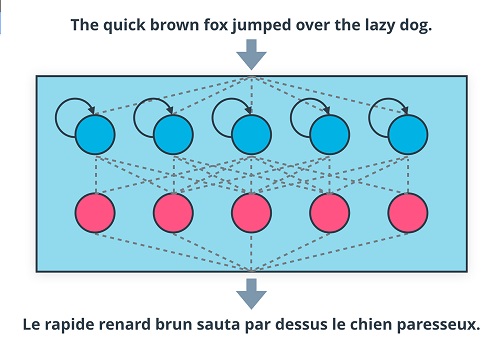 The quick brown fox jumped over the lazy dog.
Le rapide renard brun sauta par dessus le chien paresseux.